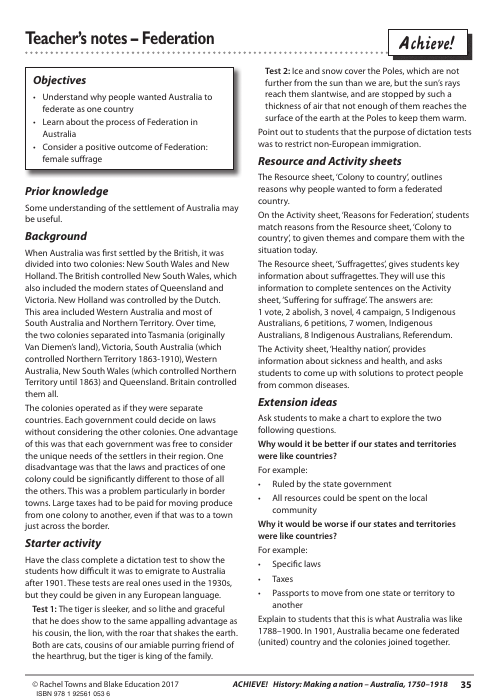 Teacher's notes – Federation
Achieve!
Objectives
• Understand why people wanted Australia to
federate as one country
• Learn about the process of Federation in
Australia
• Consider a positive outcome of Federation:
female suffrage
Prior knowledge
Some understanding of the settlement of Australia may
be useful.
Background
When Australia was first settled by the British, it was
divided into two colonies: New South Wales and New
Holland. The British controlled New South Wales, which
also included the modern states of Queensland and
Victoria. New Holland was controlled by the Dutch.
This area included Western Australia and most of
South Australia and Northern Territory. Over time,
the two colonies separated into Tasmania (originally
Van Diemen's land), Victoria, South Australia (which
controlled Northern Territory 1863-1910), Western
Australia, New South Wales (which controlled Northern
Territory until 1863) and Queensland. Britain controlled
them all.
The colonies operated as if they were separate
countries. Each government could decide on laws
without considering the other colonies. One advantage
of this was that each government was free to consider
the unique needs of the settlers in their region. One
disadvantage was that the laws and practices of one
colony could be significantly different to those of all
the others. This was a problem particularly in border
towns. Large taxes had to be paid for moving produce
from one colony to another, even if that was to a town
just across the border.
Starter activity
Have the class complete a dictation test to show the
students how difficult it was to emigrate to Australia
after 1901. These tests are real ones used in the 1930s,
but they could be given in any European language.
Test 1: The tiger is sleeker, and so lithe and graceful
that he does show to the same appalling advantage as
his cousin, the lion, with the roar that shakes the earth.
Both are cats, cousins of our amiable purring friend of
the hearthrug, but the tiger is king of the family.
Test 2: Ice and snow cover the Poles, which are not
further from the sun than we are, but the sun's rays
reach them slantwise, and are stopped by such a
thickness of air that not enough of them reaches the
surface of the earth at the Poles to keep them warm.
Point out to students that the purpose of dictation tests
was to restrict non-European immigration.
Resource and Activity sheets
The Resource sheet, 'Colony to country', outlines
reasons why people wanted to form a federated
country.
On the Activity sheet, 'Reasons for Federation', students
match reasons from the Resource sheet, 'Colony to
country', to given themes and compare them with the
situation today.
The Resource sheet, 'Suffragettes', gives students key
information about suffragettes. They will use this
information to complete sentences on the Activity
sheet, 'Suffering for suffrage'. The answers are:
1 vote, 2 abolish, 3 novel, 4 campaign, 5 Indigenous
Australians, 6 petitions, 7 women, Indigenous
Australians, 8 Indigenous Australians, Referendum.
The Activity sheet, 'Healthy nation', provides
information about sickness and health, and asks
students to come up with solutions to protect people
from common diseases.
Extension ideas
Ask students to make a chart to explore the two
following questions.
Why would it be better if our states and territories
were like countries?
For example:
• Ruled by the state government
• All resources could be spent on the local
community
Why would it be worse if our states and territories
were like countries?
For example:
• Specific laws
• Taxes
• Passports to move from one state or territory to
another
Explain to students that this is what Australia was like
1788–1900. In 1901, Australia became one federated
(united) country and the colonies joined together.
© Rachel Towns and Blake Education 2017
ISBN 978 1 92561 053 6
ACHIEVE! History: Making a nation – Australia, 1750–1918 35